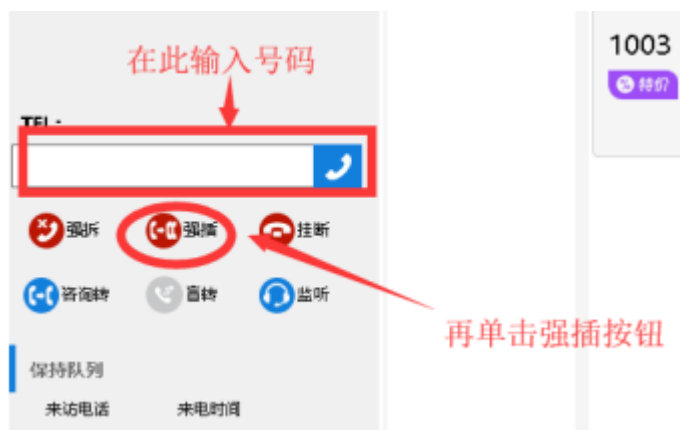 1003
在此输入号码
特价
TEL:
强拆 强插 挂断
咨询转 盲转 监听
再单击强插按钮
保持队列
来访电话 来电时间